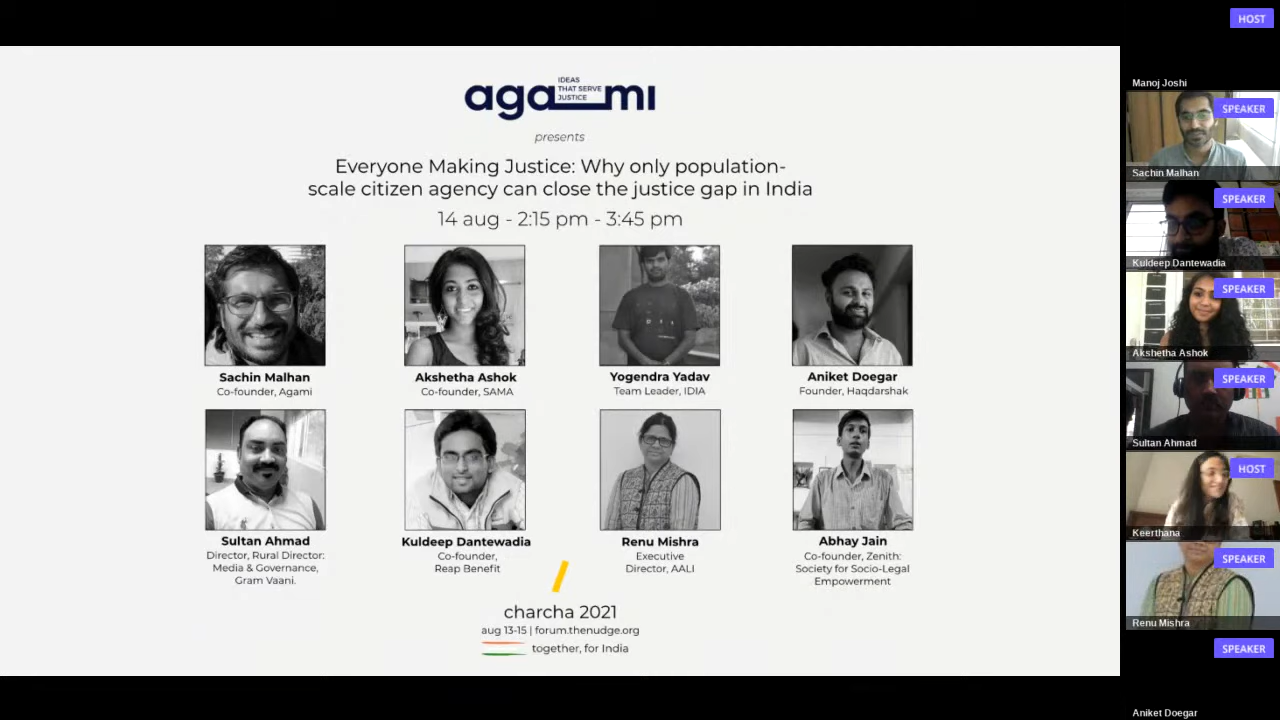 agami
IDEAS
THAT SERVE
JUSTICE
presents
Everyone Making Justice: Why only population-
scale citizen agency can close the justice gap in India
14 aug - 2:15 pm - 3:45 pm
Sachin Malhan
Co-founder, Agami
Akshetha Ashok
Co-founder, SAMA
Yogendra Yadav
Team Leader, IDIA
Aniket Doegar
Founder, Haqdarshak
Sultan Ahmad
Director, Rural Director:
Media & Governance,
Gram Vaani.
Kuldeep Dantewadia
Co-founder,
Reap Benefit
Renu Mishra
Executive
Director, AALI
Abhay Jain
Co-founder, Zenith:
Society for Socio-Legal
Empowerment
charcha 2021
aug 13-15 | forum.thenudge.org
together, for India
HOST
Manoj Joshi
SPEAKER
Sachin Malhan
SPEAKER
Kuldeep Dantewadia
SPEAKER
Akshetha Ashok
SPEAKER
Sultan Ahmad
HOST
Keerthana
SPEAKER
Renu Mishra
SPEAKER
Aniket Doegar